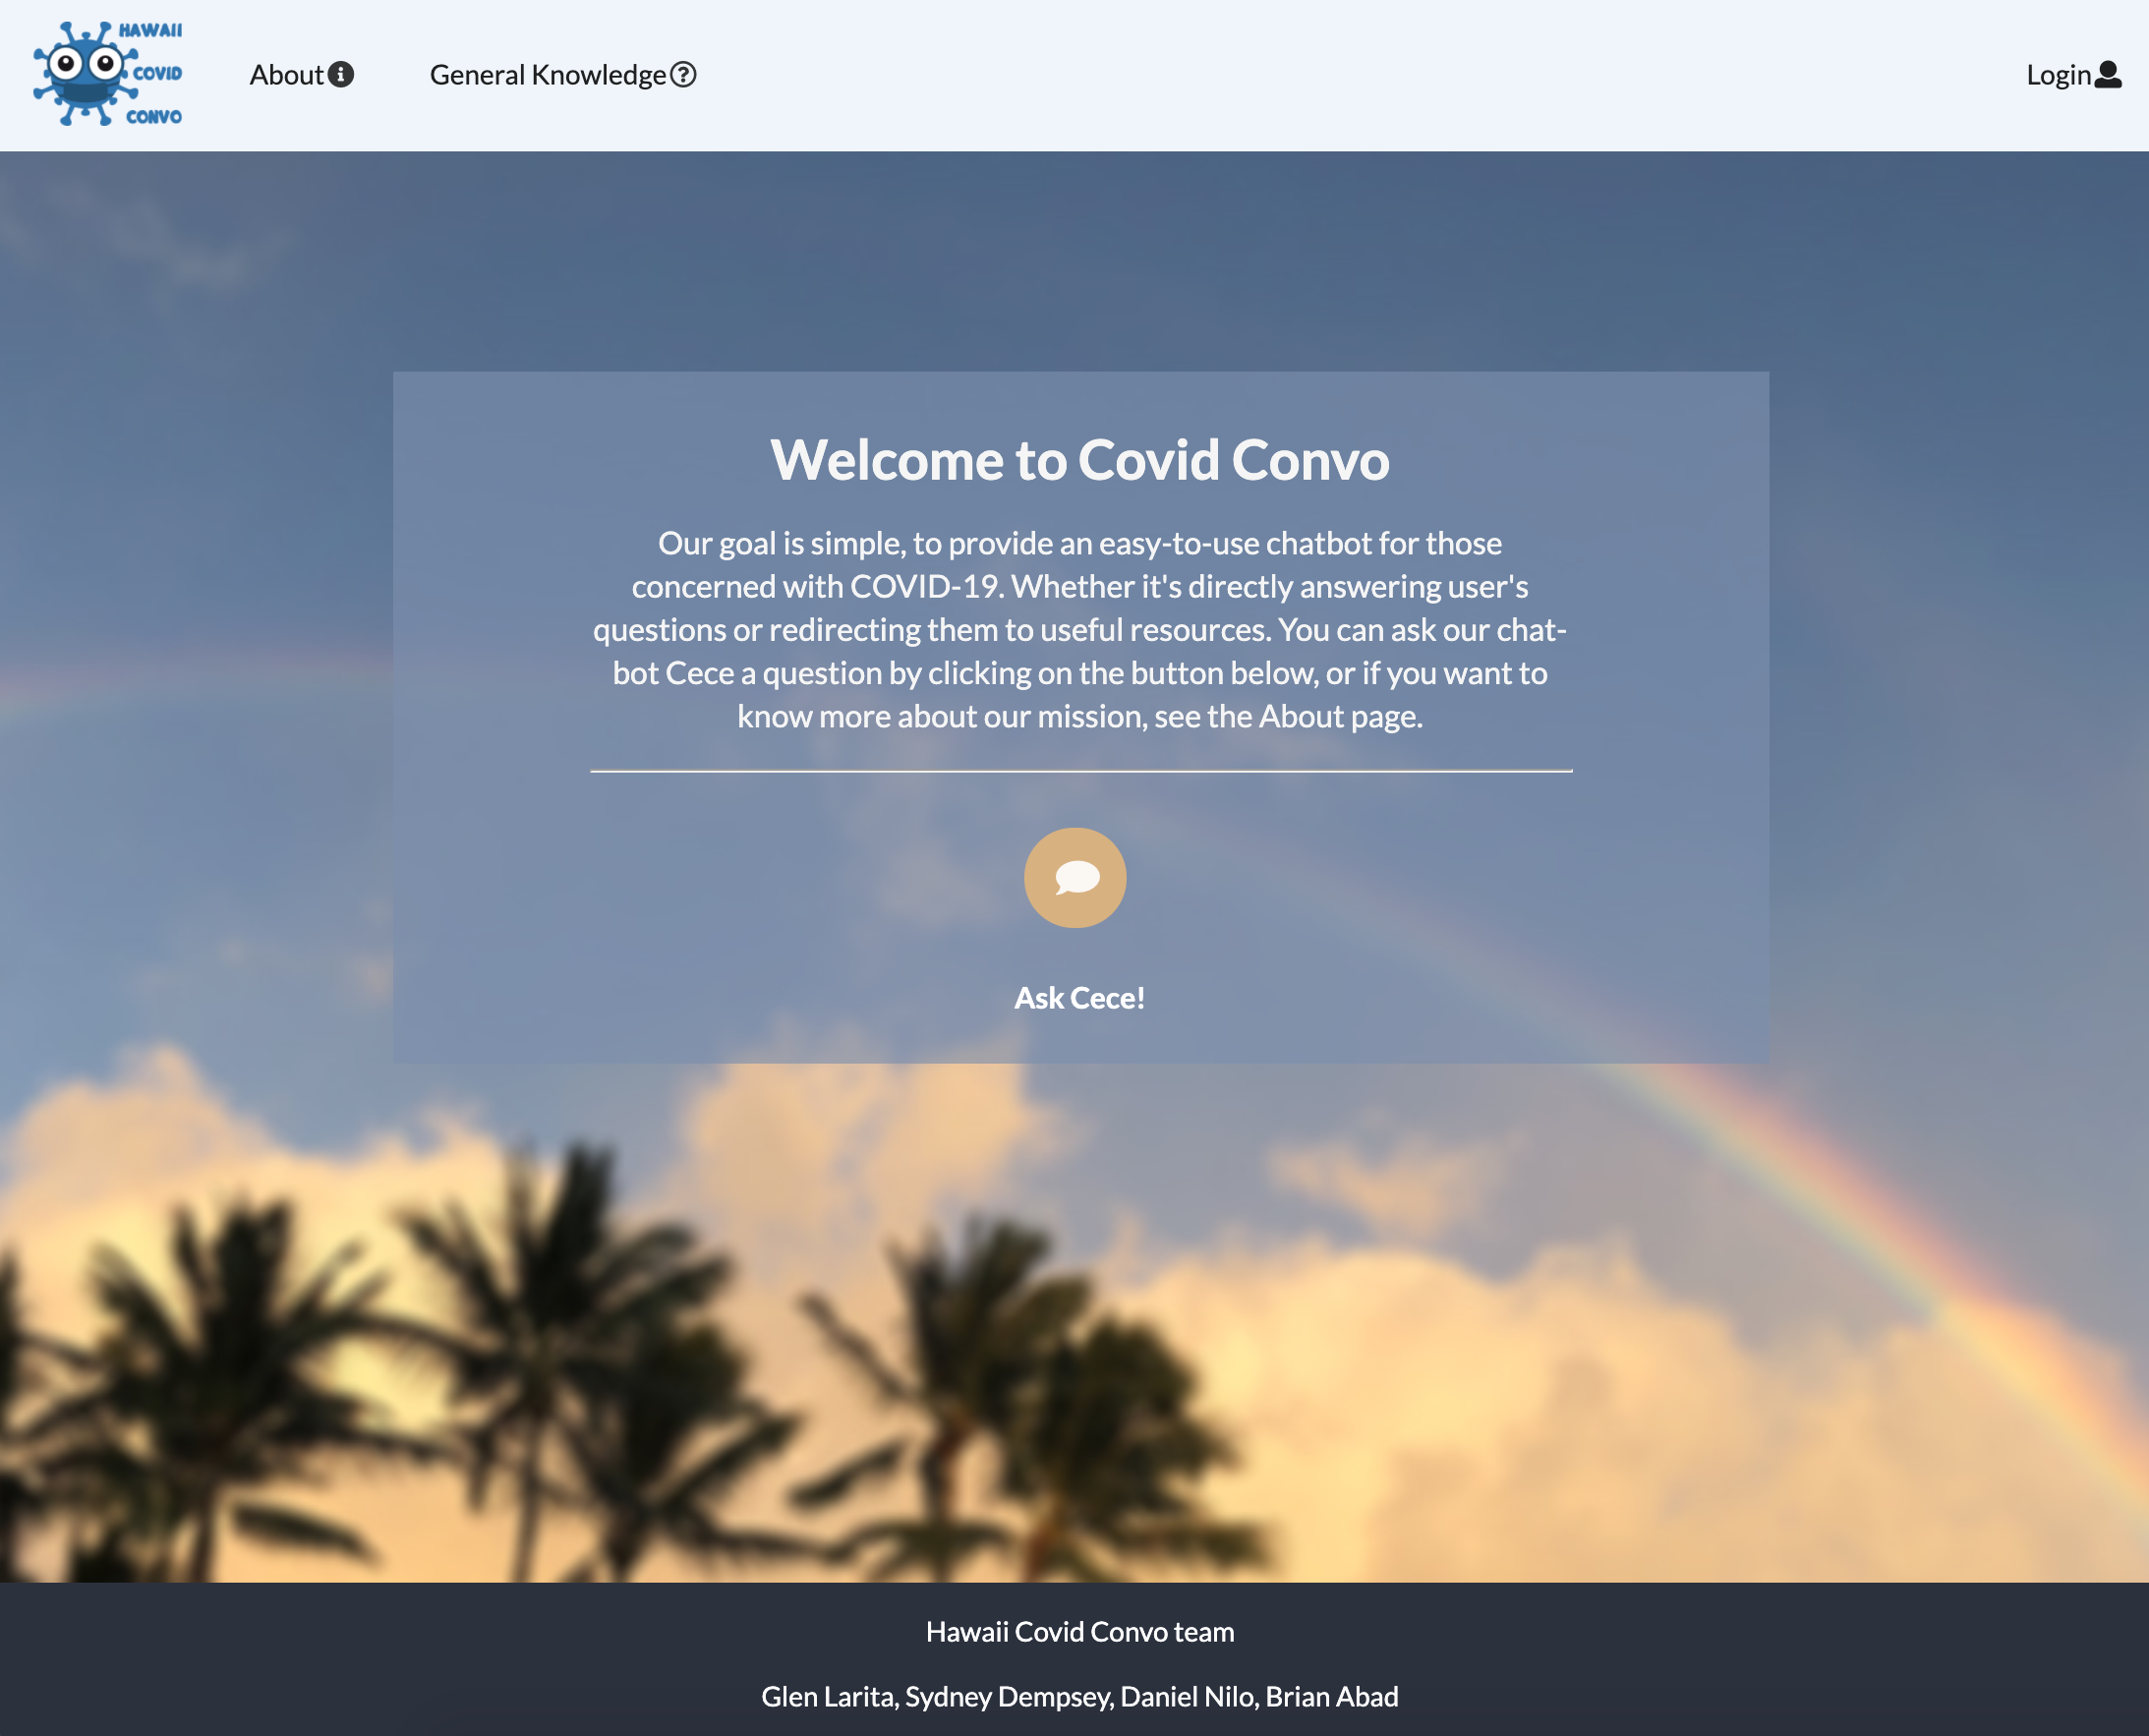 HAWAII
COVID
CONVO
About
General Knowledge
Login
Welcome to Covid Convo
Our goal is simple, to provide an easy-to-use chatbot for those
concerned with COVID-19. Whether it's directly answering user's
questions or redirecting them to useful resources. You can ask our chat-
bot Cece a question by clicking on the button below, or if you want to
know more about our mission, see the About page.
Ask Cece!
Hawaii Covid Convo team
Glen Larita, Sydney Dempsey, Daniel Nilo, Brian Abad